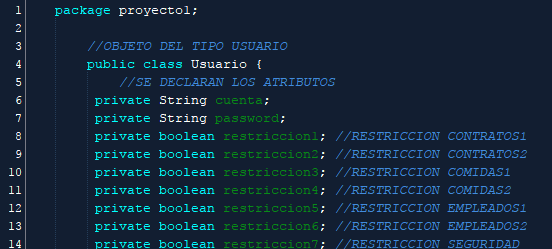 1 package proyecto1;
2
3 //OBJETO DEL TIPO USUARIO
4 public class Usuario {
5 //SE DECLARAN LOS ATRIBUTOS
6 private String cuenta;
7 private String password;
8 private boolean restriccion1; //RESTRICCION CONTRATOS1
9 private boolean restriccion2; //RESTRICCION CONTRATOS2
10 private boolean restriccion3; //RESTRICCION COMIDAS1
11 private boolean restriccion4; //RESTRICCION COMIDAS2
12 private boolean restriccion5; //RESTRICCION EMPLEADOS1
13 private boolean restriccion6; //RESTRICCION EMPLEADOS2
14 private boolean restriccion7; //RESTRICCION SEGURIDAD